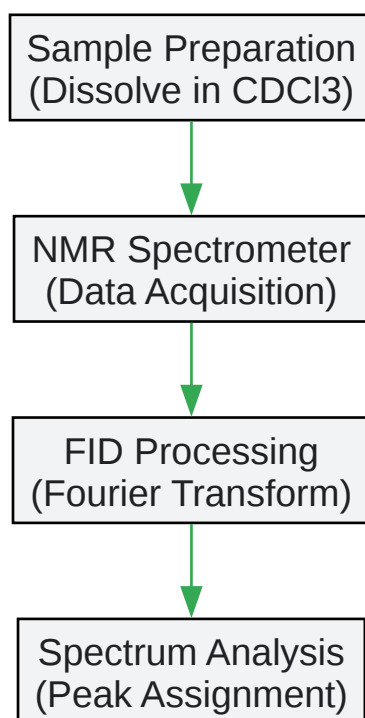 Sample Preparation
(Dissolve in CDCl3)
NMR Spectrometer
(Data Acquisition)
FID Processing
(Fourier Transform)
Spectrum Analysis
(Peak Assignment)